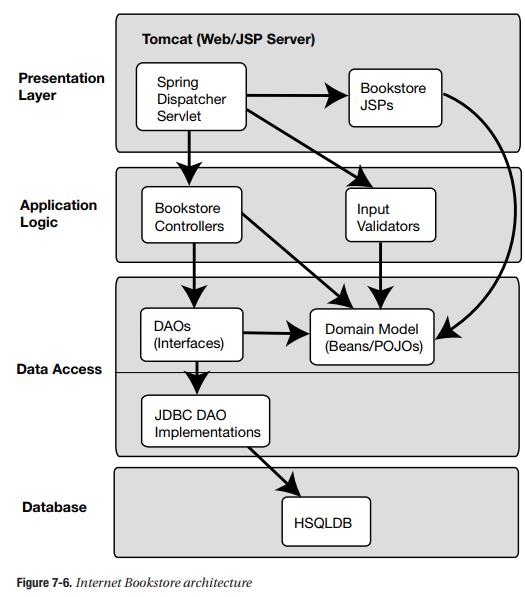 Tomcat (Web/JSP Server)
Presentation
Layer
Spring
Dispatcher
Servlet
Bookstore
JSPs
Application
Logic
Bookstore
Controllers
Input
Validators
Data Access
DAOs
(Interfaces)
Domain Model
(Beans/POJOs)
JDBC DAO
Implementations
Database
HSQLDB
Figure 7-6. Internet Bookstore architecture